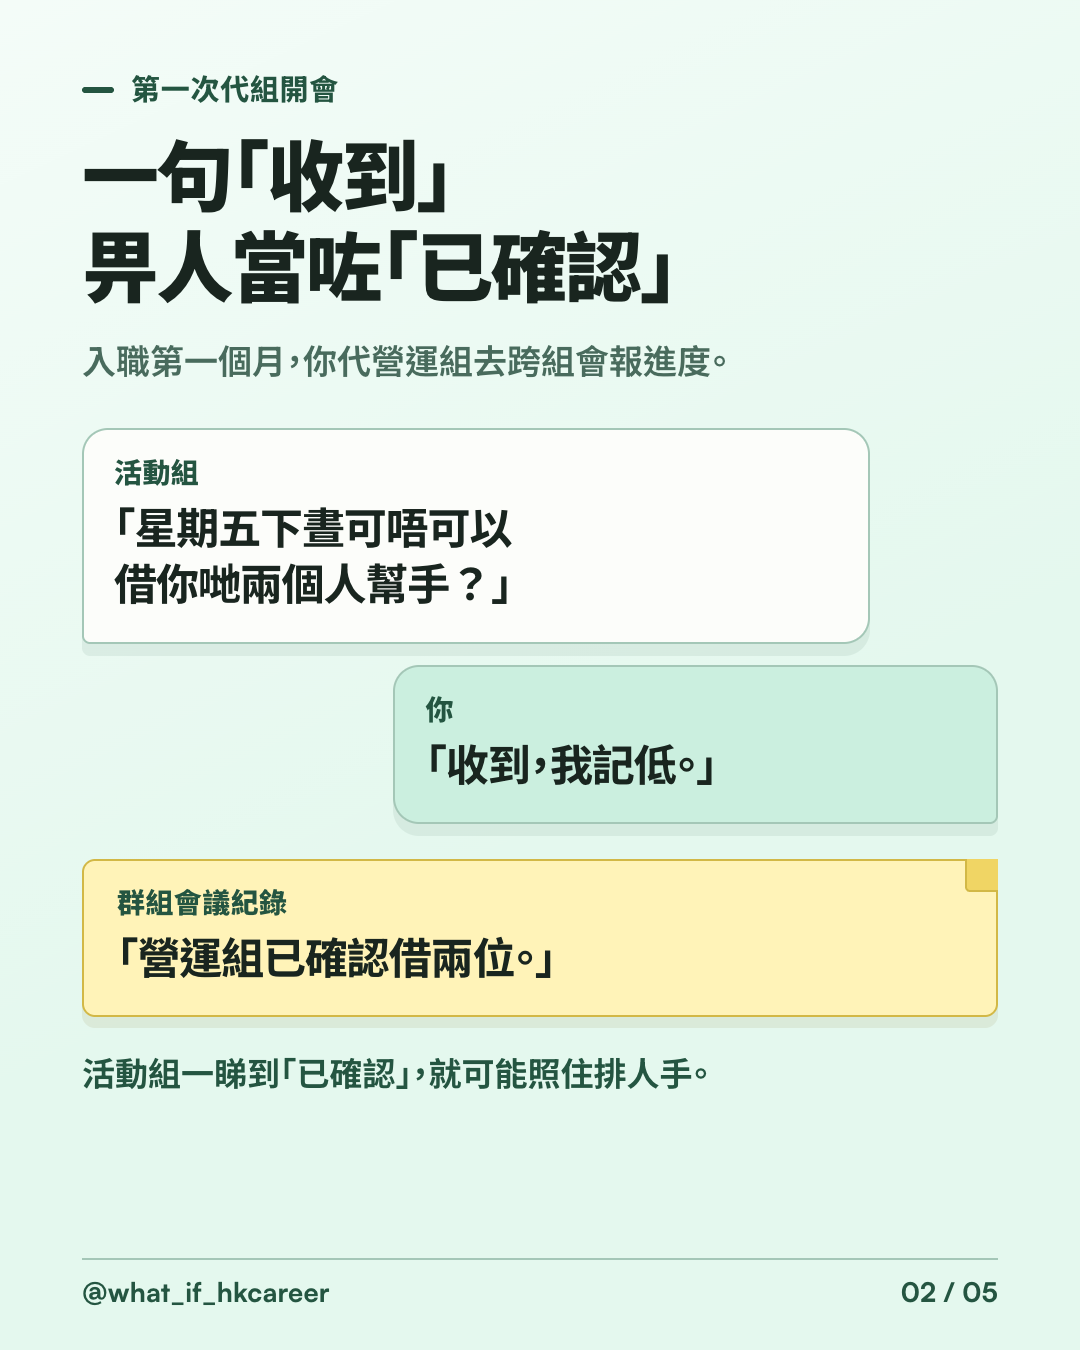 第一次代組開會
一句「收到」
畀人當咗「已確認」
入職第一個月，你代營運組去跨組會報進度。
活動組
「星期五下晝可唔可以
借你哋兩個人幫手？」
你
「收到，我記低。」
群組會議紀錄
「營運組已確認借兩位。」
活動組一睇到「已確認」，就可能照住排人手。
@what_if_hkcareer
02 / 05